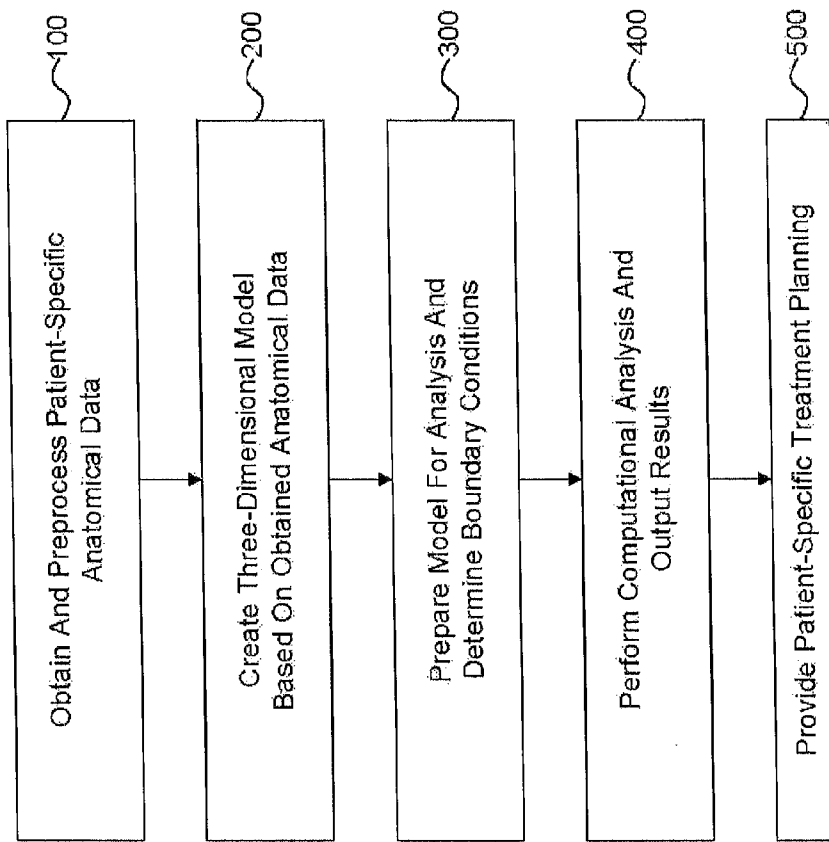 Obtain And Preprocess Patient-Specific
Anatomical Data
100
Create Three-Dimensional Model
Based On Obtained Anatomical Data
200
Prepare Model For Analysis And
Determine Boundary Conditions
300
Perform Computational Analysis And
Output Results
400
Provide Patient-Specific Treatment Planning
500